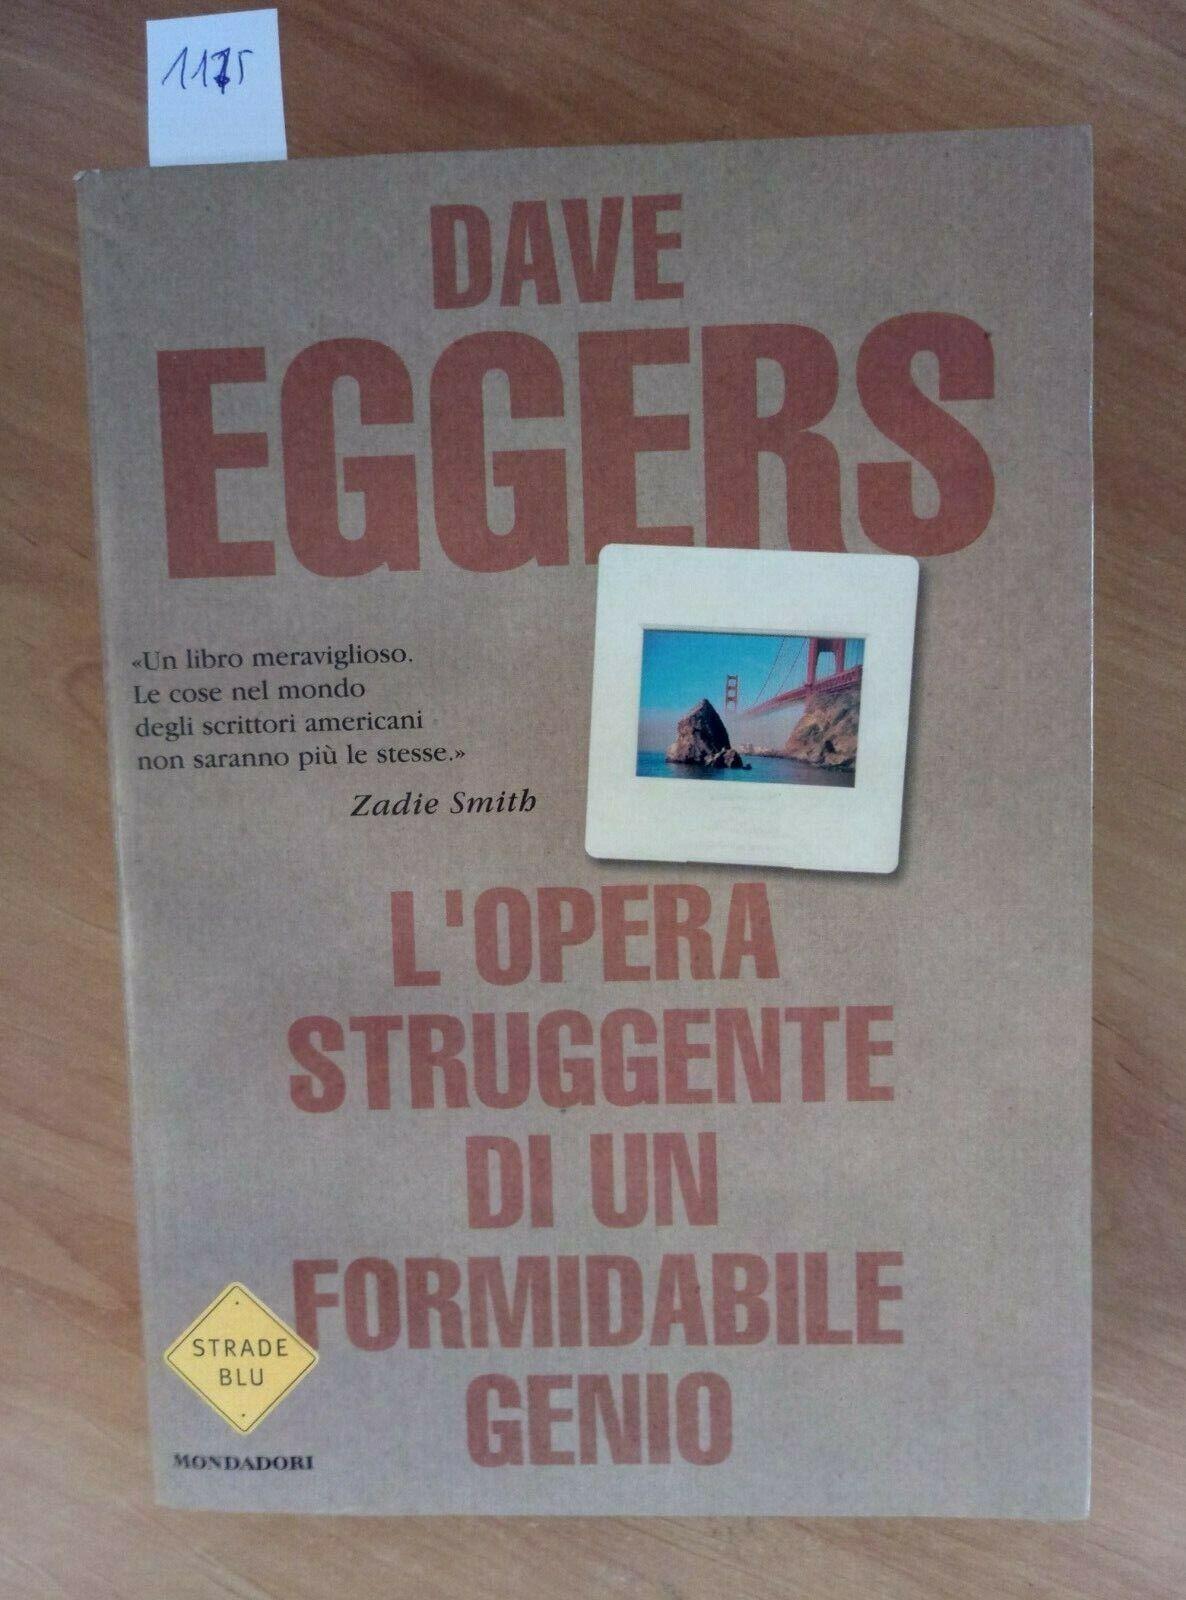 DAVE
EGGERS
«Un libro meraviglioso.
Le cose nel mondo
degli scrittori americani
non saranno più le stesse.»
Zadie Smith
L'OPERA
STRUGGENTE
DI UN
FORMIDABILE
GENIO
STRADE
BLU
MONDADORI